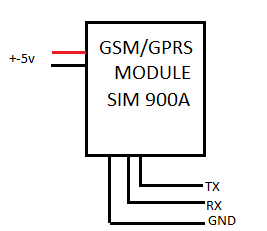 GSM/GPRS
MODULE
SIM 900A
+-5v
TX
RX
GND